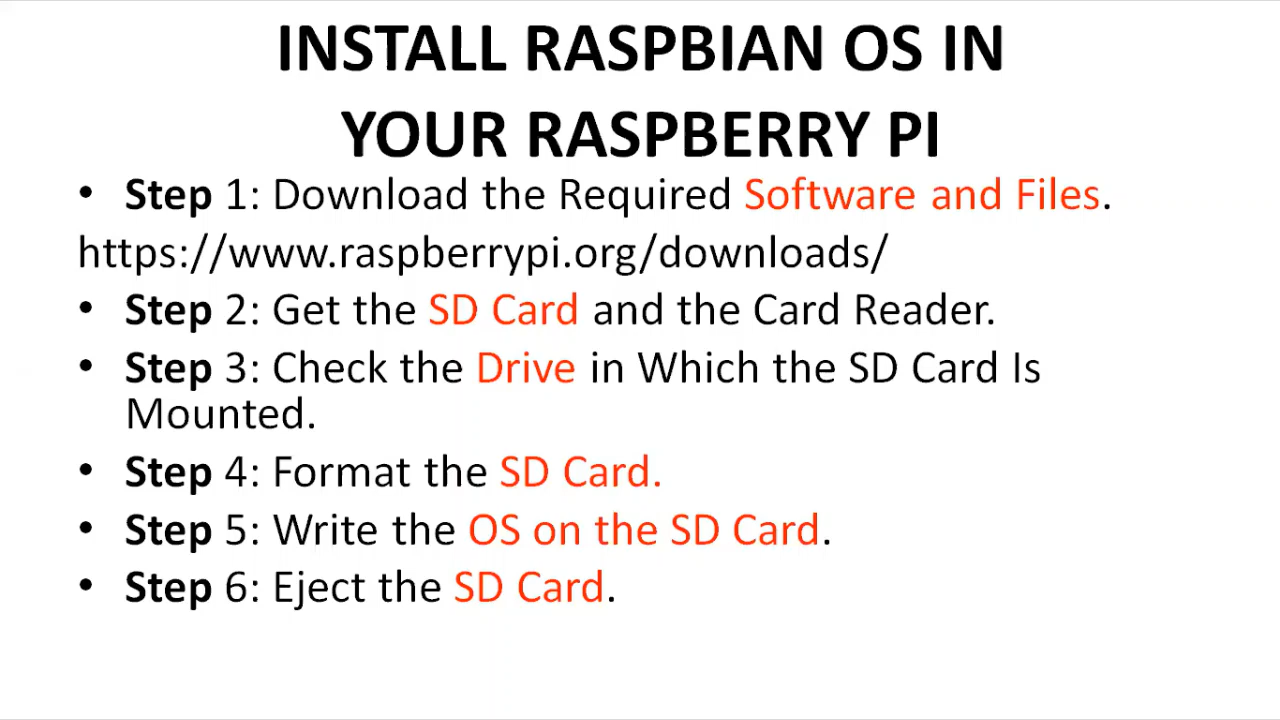 INSTALL RASPBIAN OS IN
YOUR RASPBERRY PI
• Step 1: Download the Required Software and Files.
https://www.raspberrypi.org/downloads/
• Step 2: Get the SD Card and the Card Reader.
• Step 3: Check the Drive in Which the SD Card Is
Mounted.
• Step 4: Format the SD Card.
• Step 5: Write the OS on the SD Card.
• Step 6: Eject the SD Card.